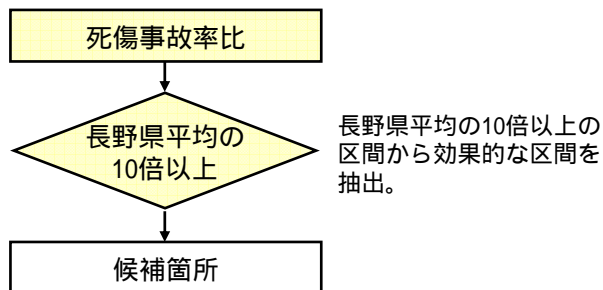 死傷事故率比
長野県平均の
10倍以上
長野県平均の10倍以上の
区間から効果的な区間を
抽出。
候補箇所